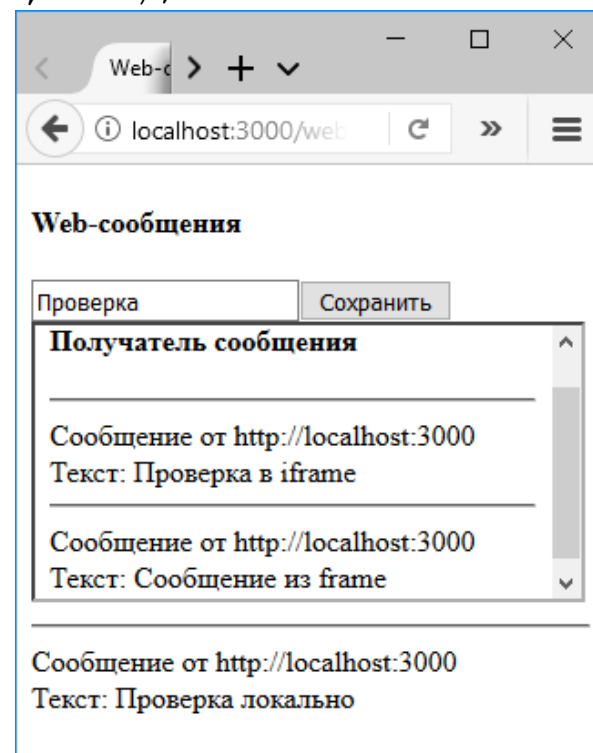 Web-c
localhost:3000/web
Web-сообщения
Проверка Сохранить
Получатель сообщения
Сообщение от http://localhost:3000
Текст: Проверка в iframe
Сообщение от http://localhost:3000
Текст: Сообщение из frame
Сообщение от http://localhost:3000
Текст: Проверка локально